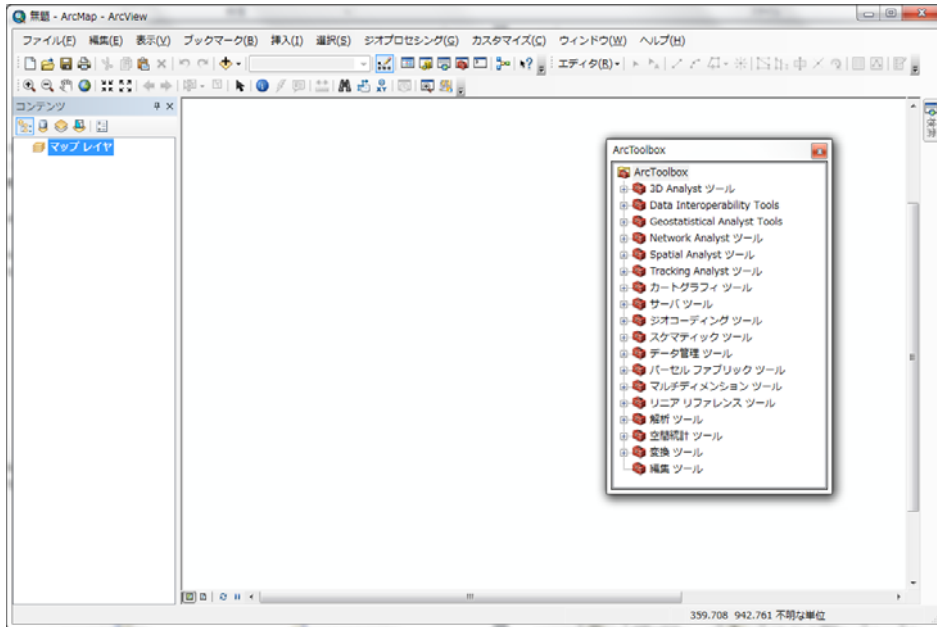 無題 - ArcMap - ArcView
ファイル(F) 編集(E) 表示(V) ブックマーク(B) 挿入(I) 選択(S) ジオプロセシング(G) カスタマイズ(C) ウィンドウ(W) ヘルプ(H)
エディタ(R)
コンテンツ
マップ レイヤ
検索
ArcToolbox
ArcToolbox
3D Analyst ツール
Data Interoperability Tools
Geostatistical Analyst Tools
Network Analyst ツール
Spatial Analyst ツール
Tracking Analyst ツール
カートグラフィ ツール
サーバ ツール
ジオコーディング ツール
スケマティック ツール
データ管理 ツール
パーセル ファブリック ツール
マルチディメンション ツール
リニア リファレンス ツール
解析 ツール
空間統計 ツール
変換 ツール
編集 ツール
359.708 942.761 不明な単位